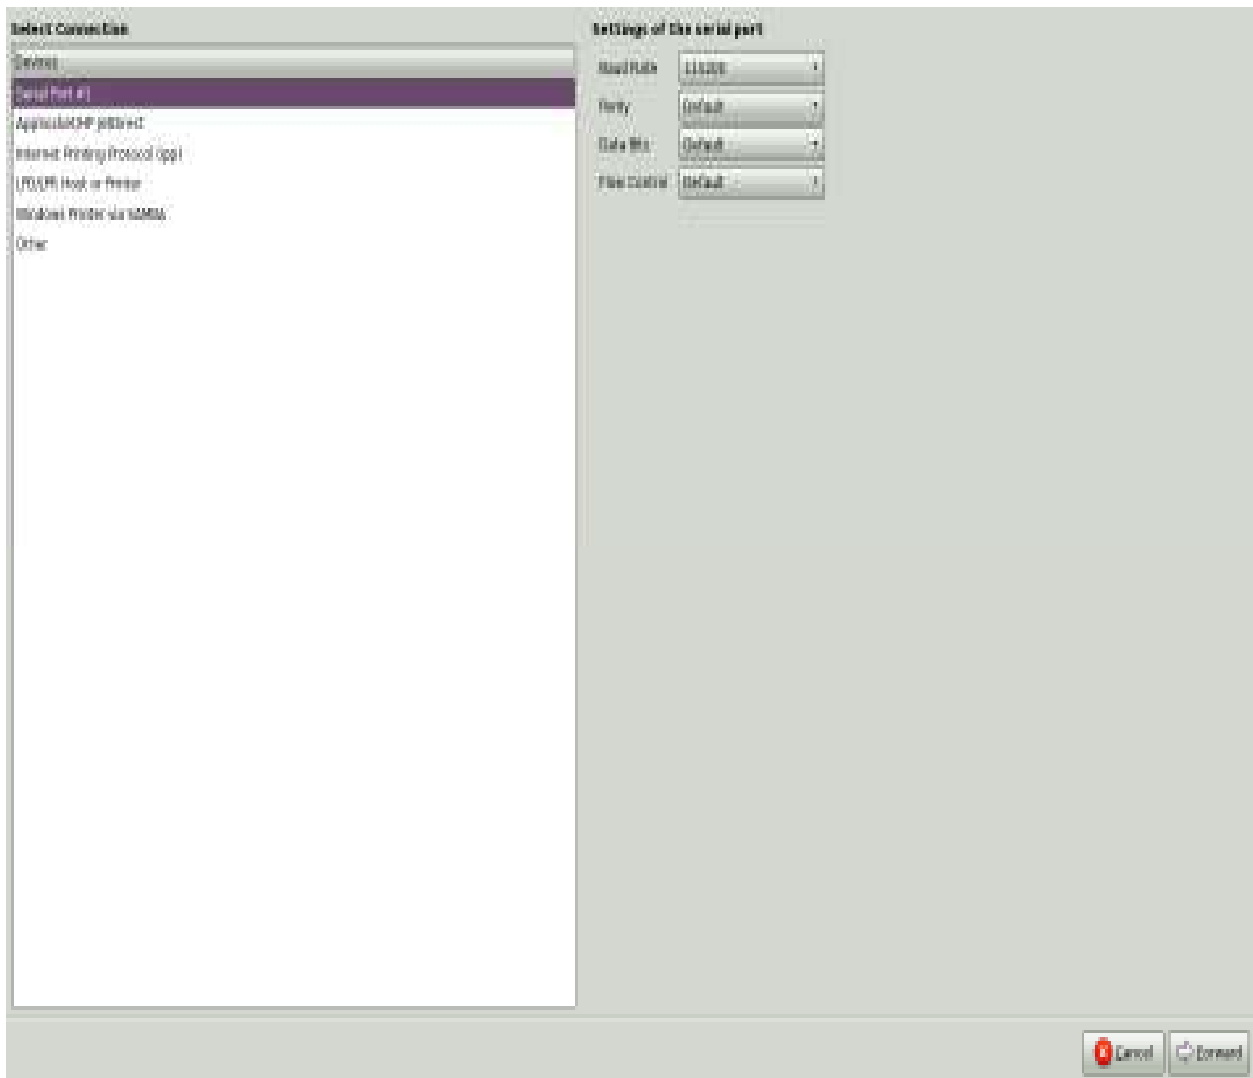 Select Connection
Devices
Serial Port #1
AppSocket/HP JetDirect
Internet Printing Protocol (ipp)
LPD/LPR Host or Printer
Windows Printer via SAMBA
Other
Settings of the serial port
Baud Rate 115200
Parity Default
Data Bits Default
Flow Control Default
Cancel
Forward